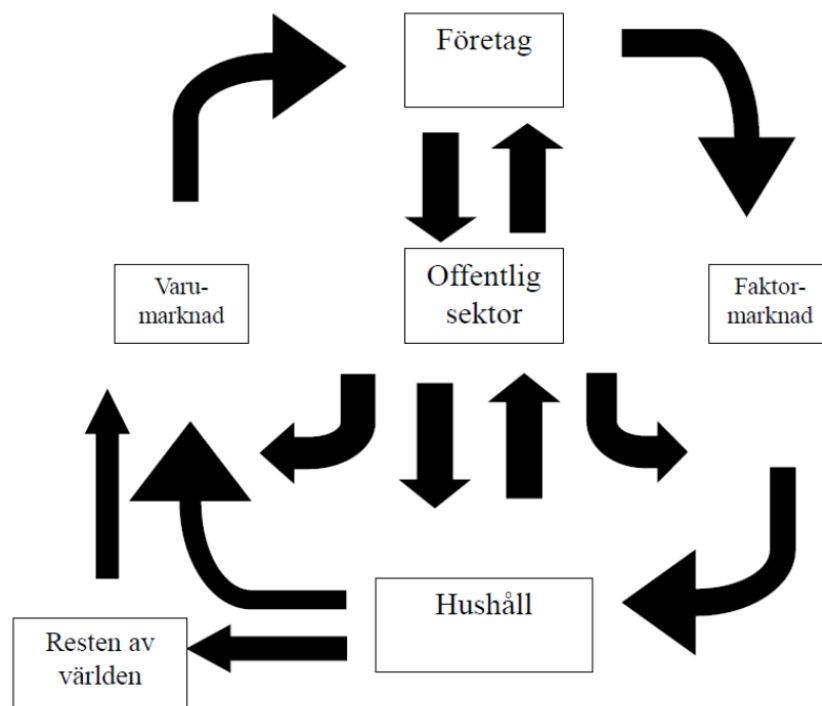 Företag
Varu-
marknad
Offentlig
sektor
Faktor-
marknad
Hushåll
Resten av
världen